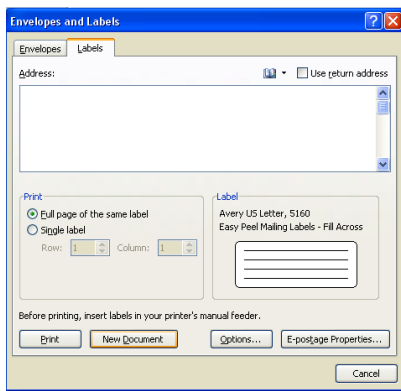 Envelopes and Labels
Envelopes Labels
Address: Use return address
Print
Full page of the same label
Single label
Row: 1 Column: 1
Label
Avery US Letter, 5160
Easy Peel Mailing Labels - Fill Across
Before printing, insert labels in your printer's manual feeder.
Print New Document Options... E-postage Properties...
Cancel